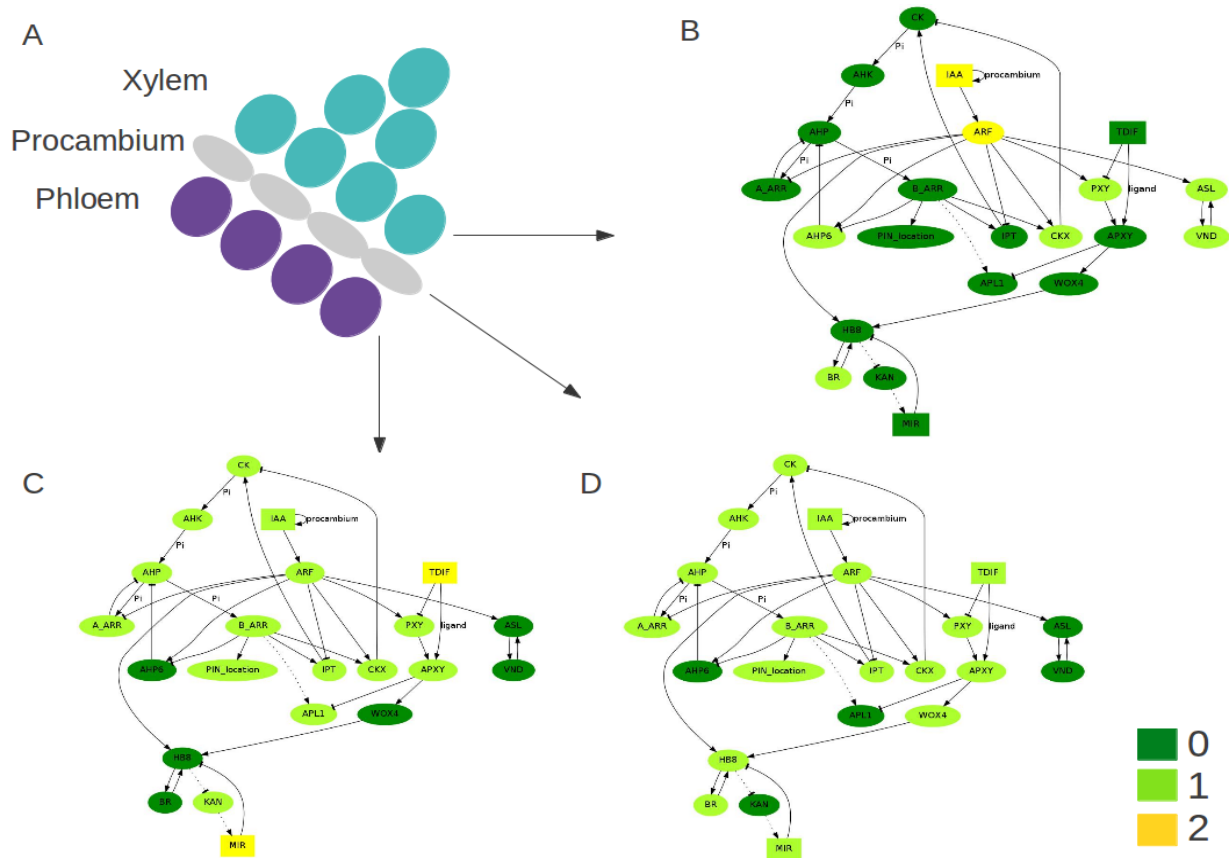 A
Xylem
Procambium
Phloem
B
CK
Pi
AHK
IAA
procambium
Pi
AHP
ARF
TDIF
Pi
Pi
A_ARR
B_ARR
PXY
ligand
ASL
AHP6
PIN_location
IPT
CKX
APXY
VND
APL1
WOX4
HB8
BR
KAN
MIR
C
CK
Pi
AHK
IAA
procambium
Pi
AHP
ARF
TDIF
Pi
Pi
A_ARR
B_ARR
PXY
ligand
ASL
AHP6
PIN_location
IPT
CKX
APXY
VND
APL1
WOX4
HB8
BR
KAN
MIR
D
CK
Pi
AHK
IAA
procambium
Pi
AHP
ARF
TDIF
Pi
Pi
A_ARR
B_ARR
PXY
ligand
ASL
AHP6
PIN_location
IPT
CKX
APXY
VND
APL1
WOX4
HB8
BR
KAN
MIR
0
1
2